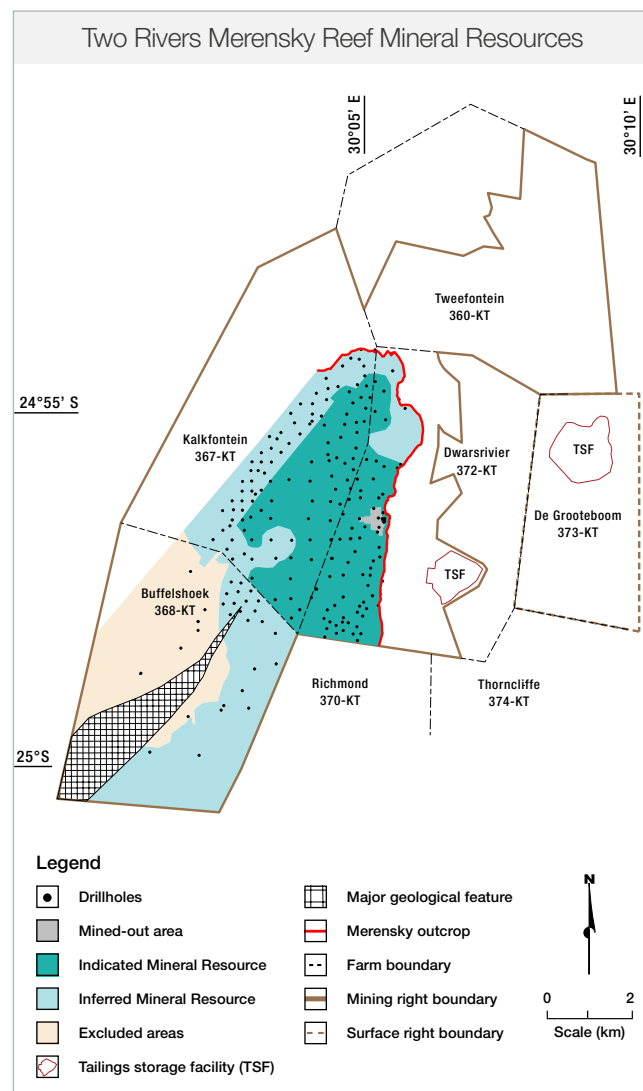 Two Rivers Merensky Reef Mineral Resources
30°05' E
30°10' E
Tweefontein
360-KT
24°55' S
Kalkfontein
367-KT
Dwarsrivier
372-KT
TSF
De Grooteboom
373-KT
TSF
Buffelshoek
368-KT
Richmond
370-KT
Thorncliffe
374-KT
25°S
Legend
Drillholes
Mined-out area
Indicated Mineral Resource
Inferred Mineral Resource
Excluded areas
Tailings storage facility (TSF)
Major geological feature
Merensky outcrop
Farm boundary
Mining right boundary
Surface right boundary
N
0 2
Scale (km)